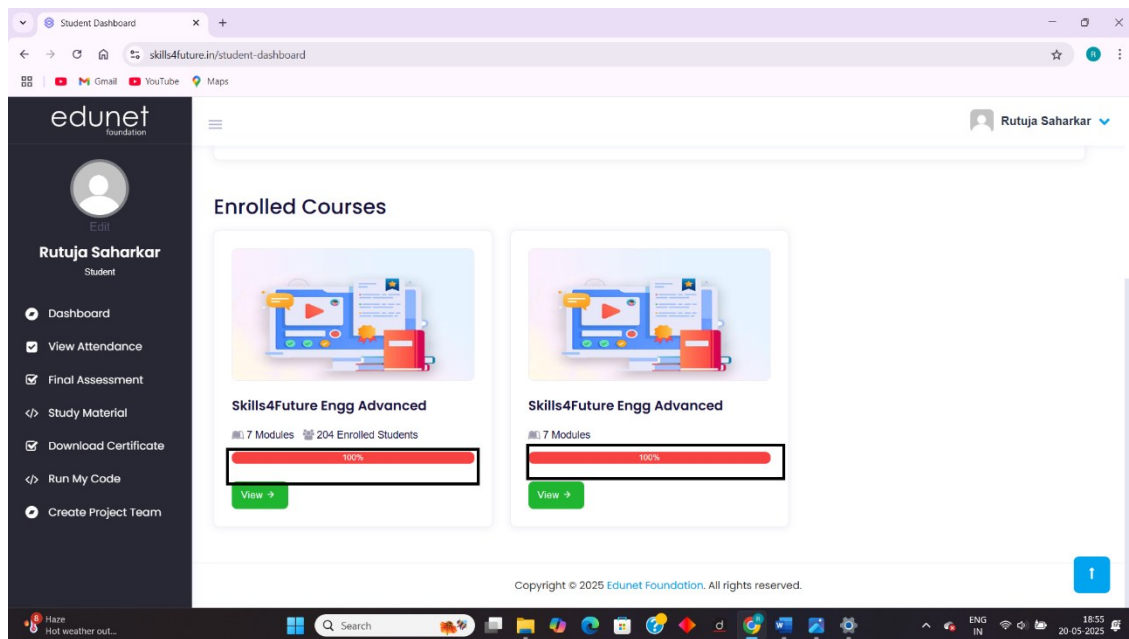 Student Dashboard
skills4future.in/student-dashboard
Gmail YouTube Maps
edunet
foundation
Rutuja Saharkar
Edit
Rutuja Saharkar
Student
Dashboard
View Attendance
Final Assessment
Study Material
Download Certificate
Run My Code
Create Project Team
Enrolled Courses
Skills4Future Engg Advanced
7 Modules 204 Enrolled Students
100%
View
Skills4Future Engg Advanced
7 Modules
100%
View
Copyright © 2025 Edunet Foundation. All rights reserved.
8
Haze
Hot weather out...
Search
ENG
IN
18:55
20-05-2025